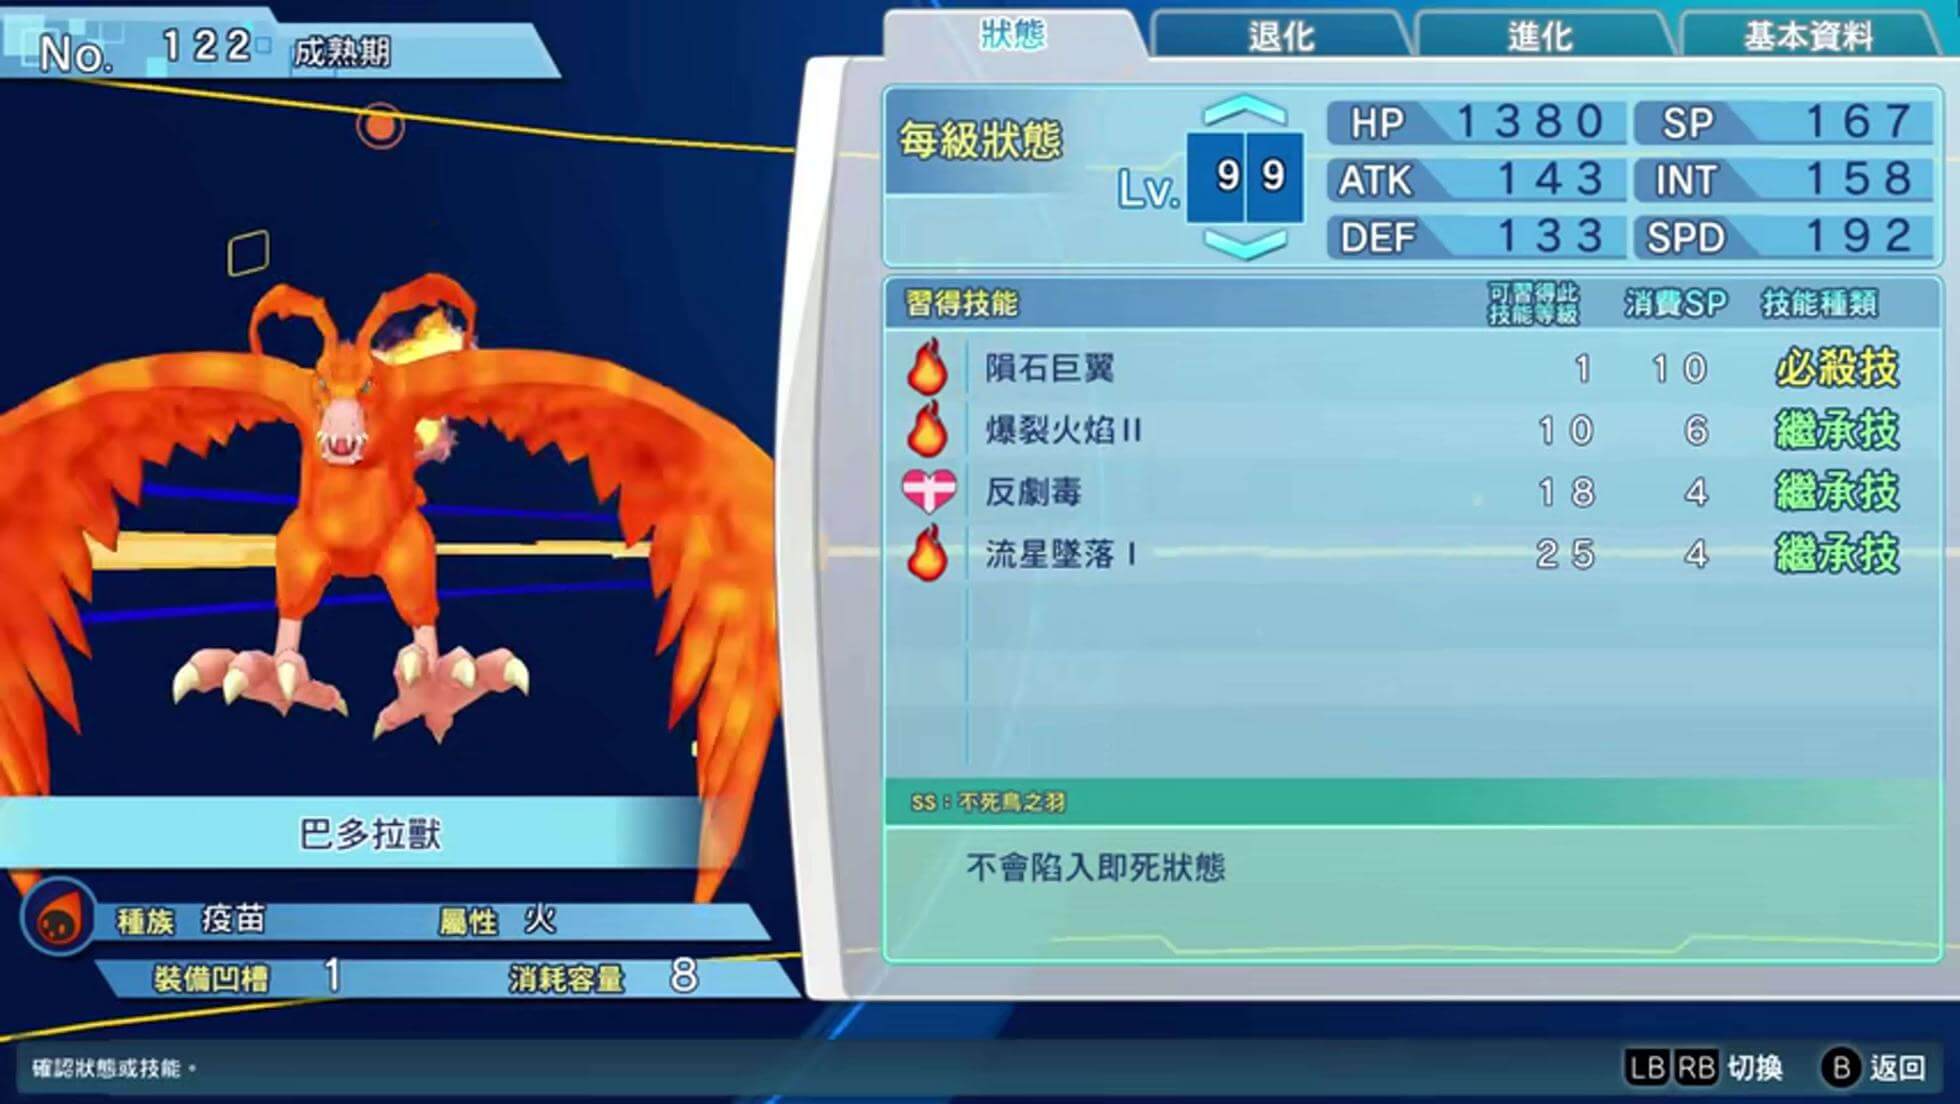 No. 122 成熟期
狀態 退化 進化 基本資料
每級狀態
Lv. 99
HP 1380 SP 167
ATK 143 INT 158
DEF 133 SPD 192
習得技能 可習得此技能等級 消費SP 技能種類
隕石巨翼 1 10 必殺技
爆裂火焰II 10 6 繼承技
反劇毒 18 4 繼承技
流星墜落 I 25 4 繼承技
SS：不死鳥之羽
不會陷入即死狀態
巴多拉獸
種族 疫苗 屬性 火
裝備凹槽 1 消耗容量 8
確認狀態或技能。
LB RB 切換 B 返回